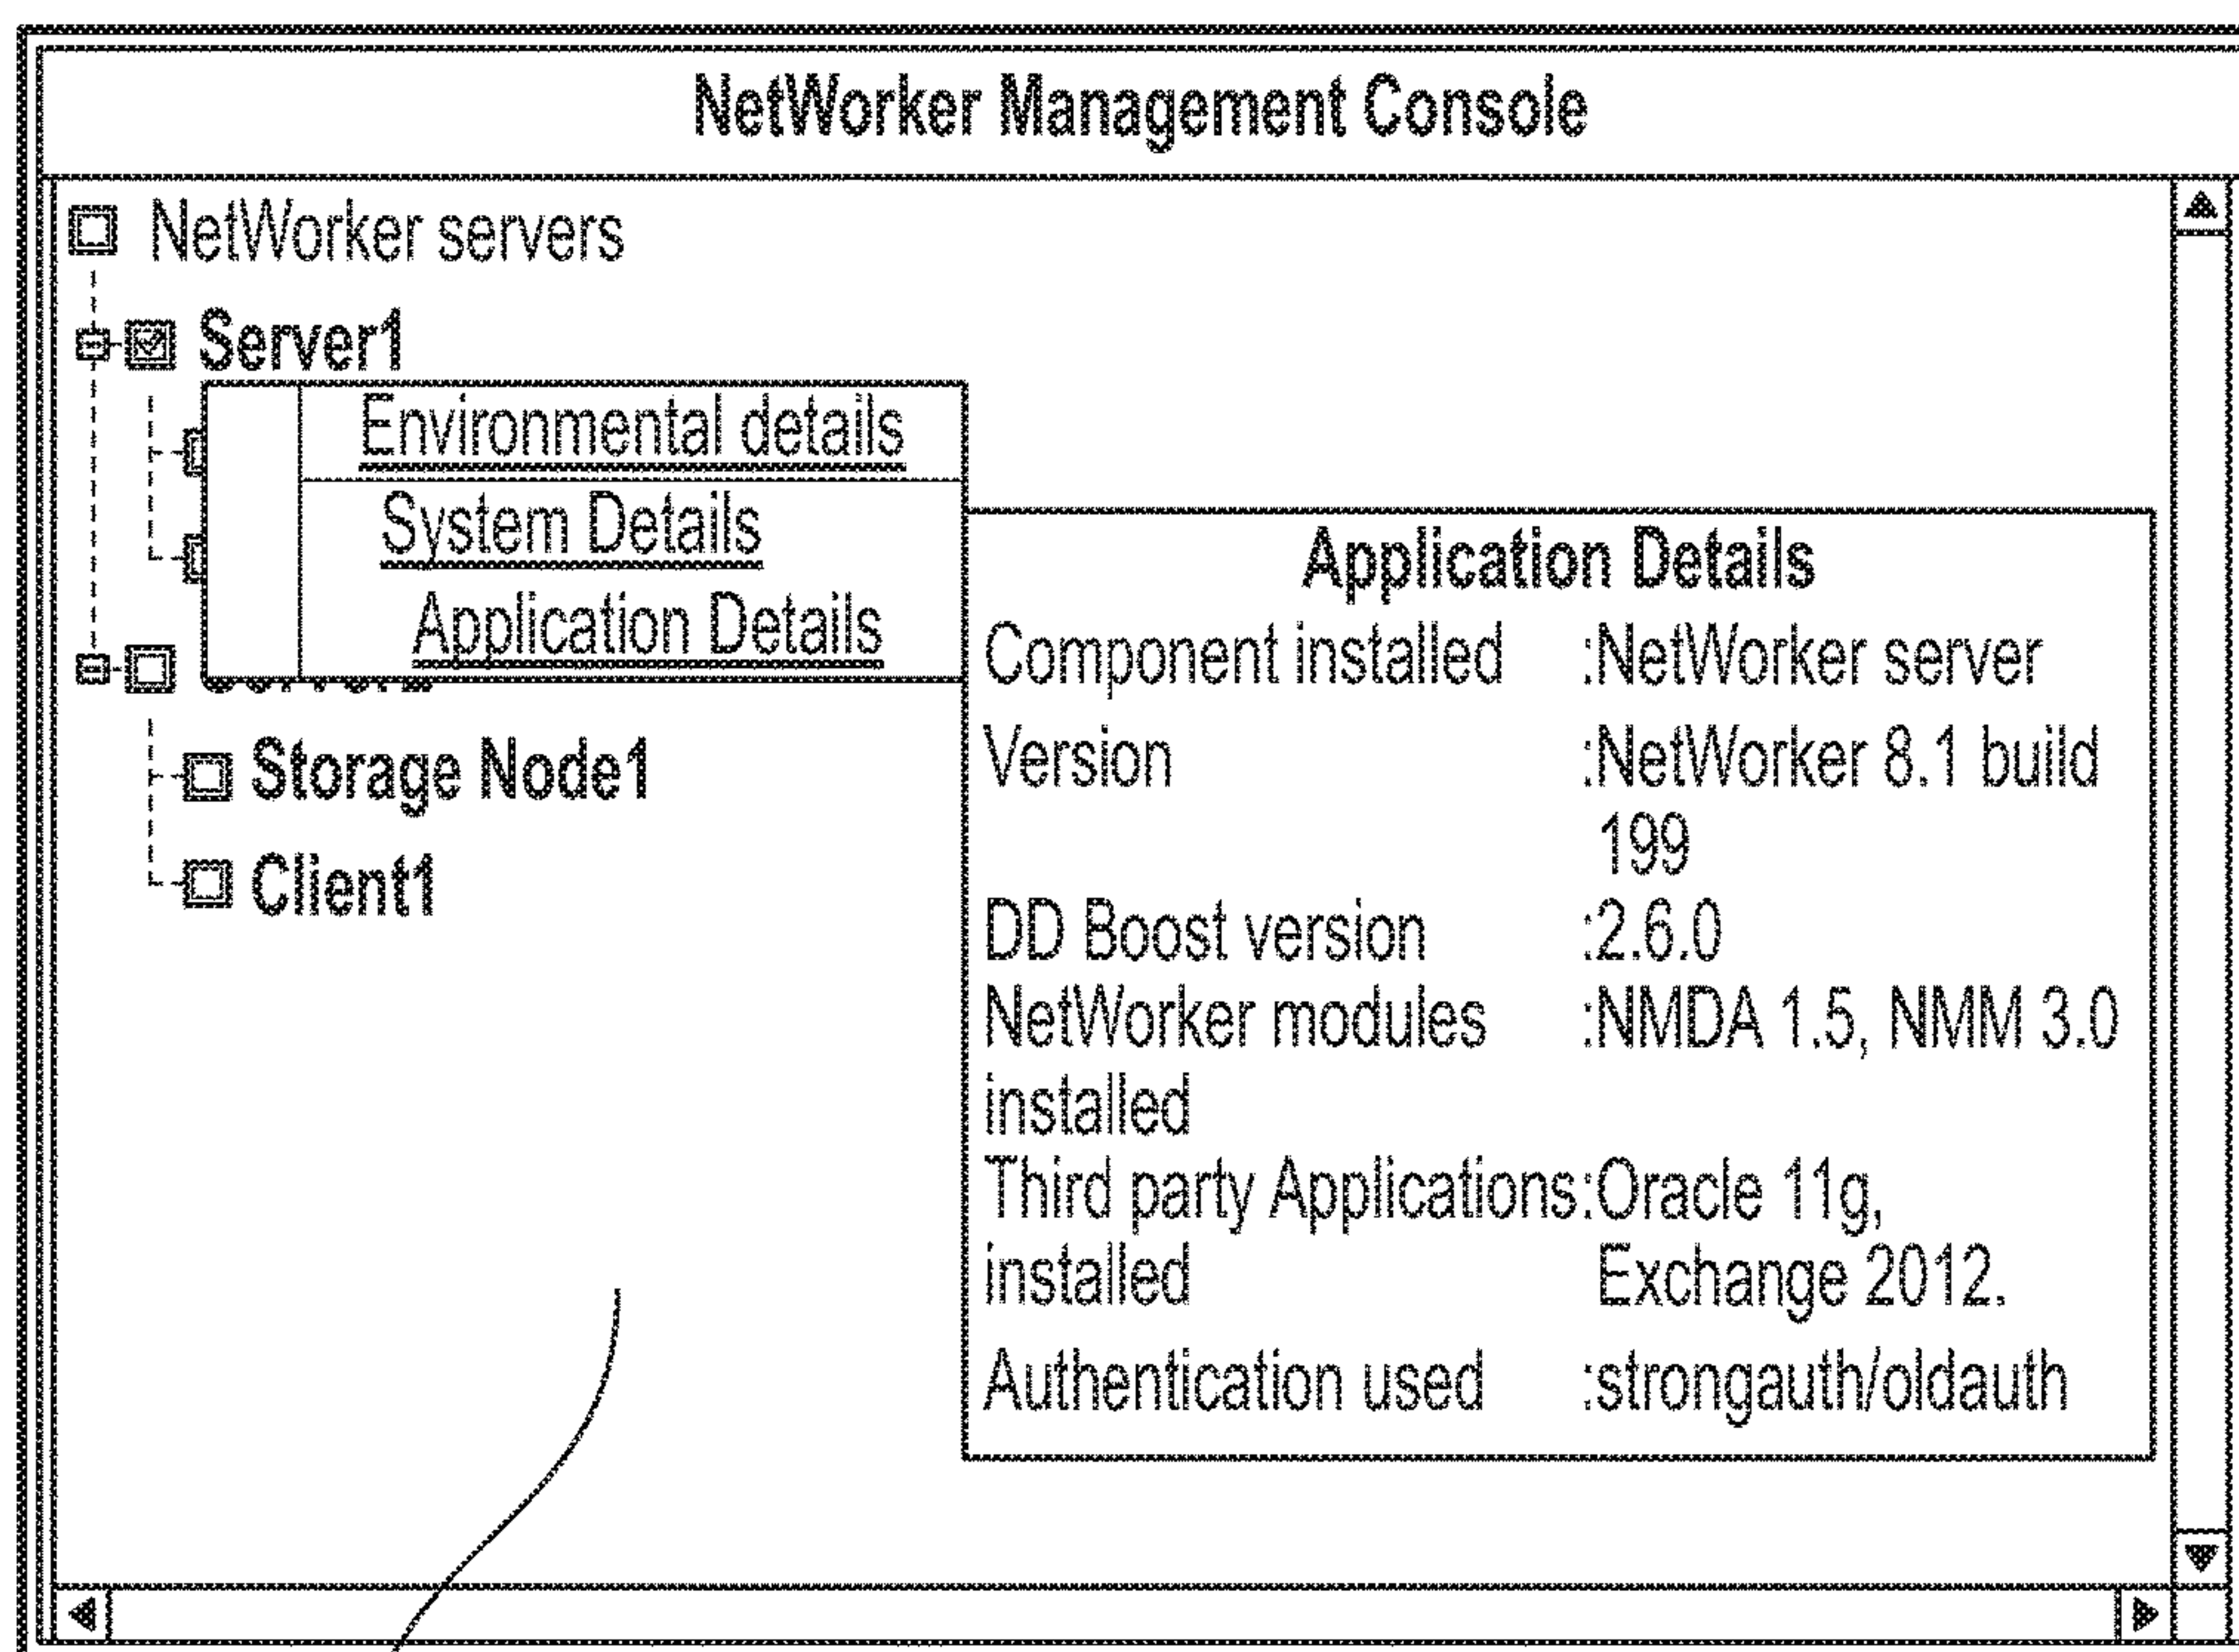 NetWorker Management Console
NetWorker servers
Server1
Environmental details
System Details
Application Details
Storage Node1
Client1
Application Details
Component installed :NetWorker server
Version :NetWorker 8.1 build
199
DD Boost version :2.6.0
NetWorker modules :NMDA 1.5, NMM 3.0
installed
Third party Applications:Oracle 11g,
installed Exchange 2012.
Authentication used :strongauth/oldauth